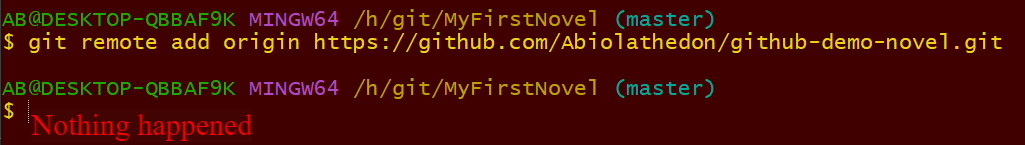 AB@DESKTOP-QBBAF9K MINGW64 /h/git/MyFirstNovel (master)
$ git remote add origin https://github.com/Abiolathedon/github-demo-novel.git
AB@DESKTOP-QBBAF9K MINGW64 /h/git/MyFirstNovel (master)
$
Nothing happened